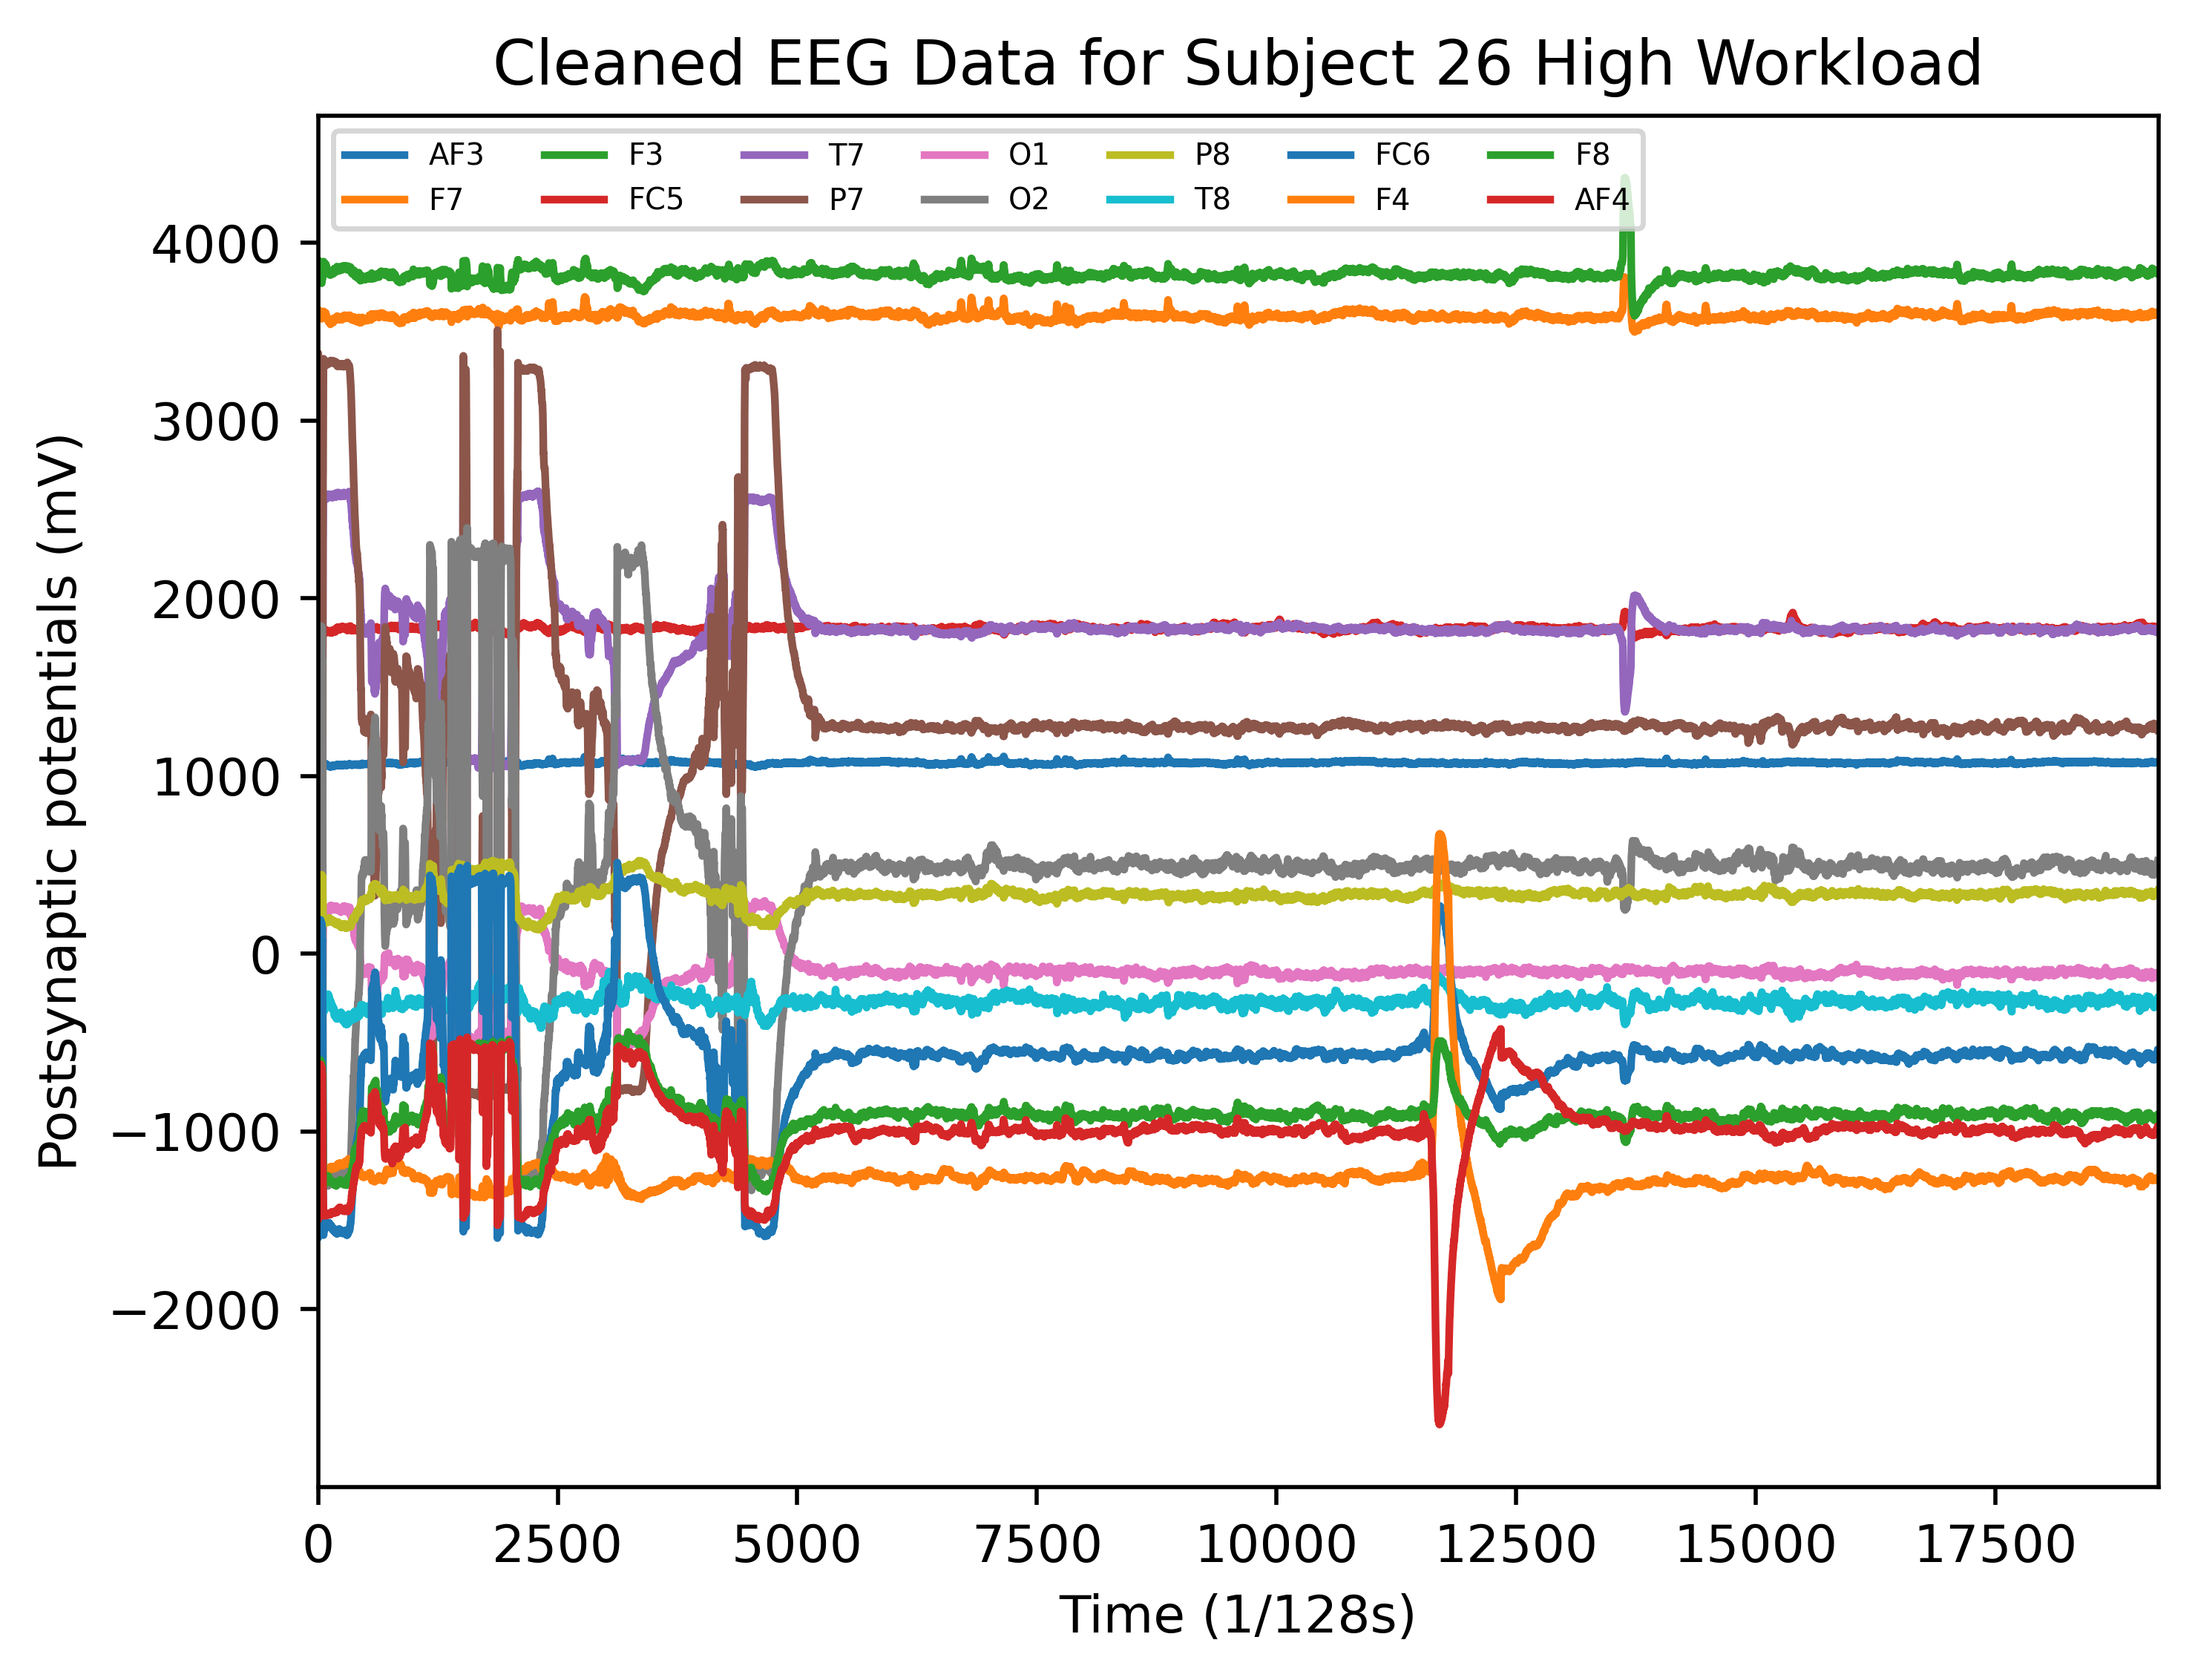 Cleaned EEG Data for Subject 26 High Workload
AF3 F3 T7 O1 P8 FC6 F8
F7 FC5 P7 O2 T8 F4 AF4
4000
3000
2000
1000
0
−1000
−2000
Postsynaptic potentials (mV)
0 2500 5000 7500 10000 12500 15000 17500
Time (1/128s)